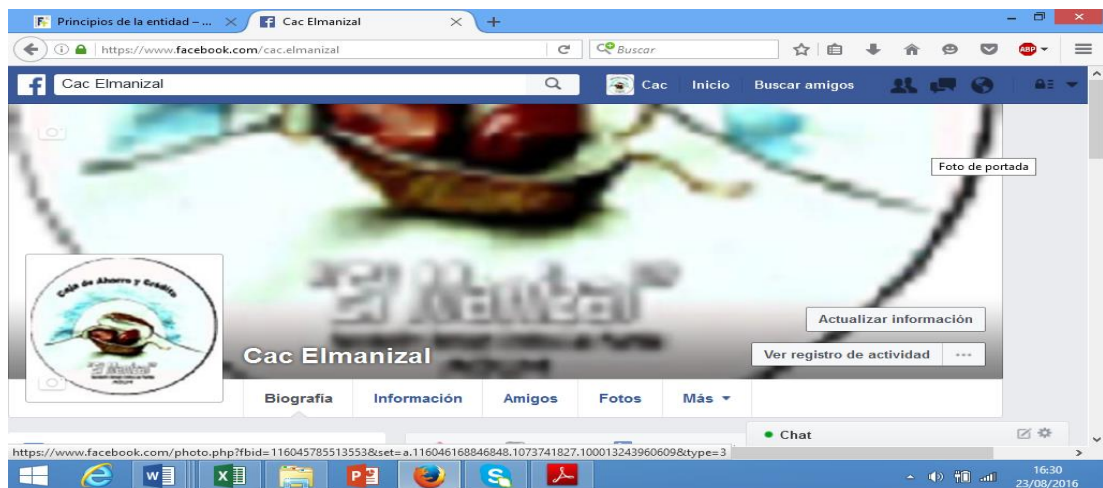 Principios de la entidad – ...
Cac Elmanizal
https://www.facebook.com/cac.elmanizal
Buscar
ABP
Cac Elmanizal
Cac
Inicio
Buscar amigos
Foto de portada
Caja de Ahorro y Crédito
"El Manizal"
"El Manizal"
Actualizar información
Cac Elmanizal
Ver registro de actividad
...
Biografía
Información
Amigos
Fotos
Más
Chat
https://www.facebook.com/photo.php?fbid=116045785513553&set=a.116046168846848.1073741827.100013243960609&type=3
16:30
23/08/2016